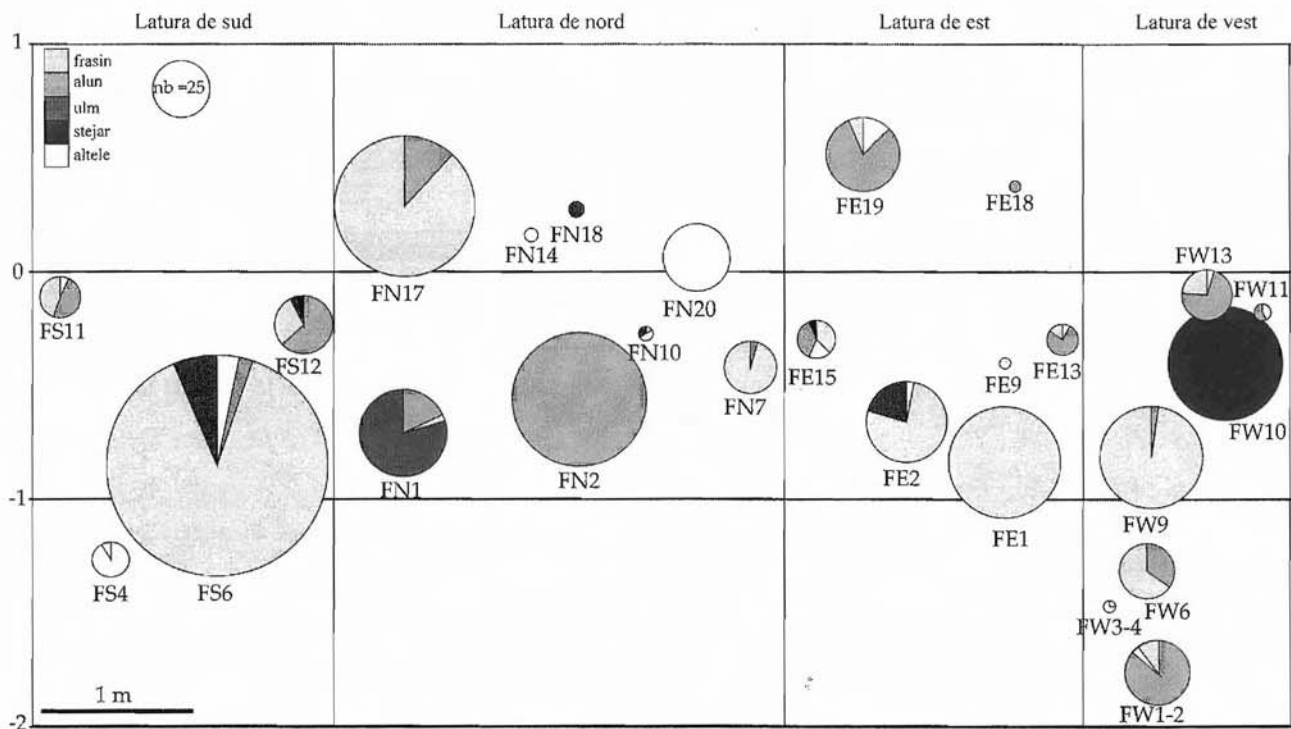 Latura de sud
Latura de nord
Latura de est
Latura de vest
1
frasin
alun
ulm
stejar
altele
nb =25
FE19
FE18
FN18
FN14
FN17
FN20
0
FW13
FW11
FS11
FS12
FN10
FN7
FE15
FE9
FE13
FW10
FN1
FN2
FE2
-1
FE1
FW9
FS4
FS6
FW6
FW3-4
1 m
FW1-2
-2